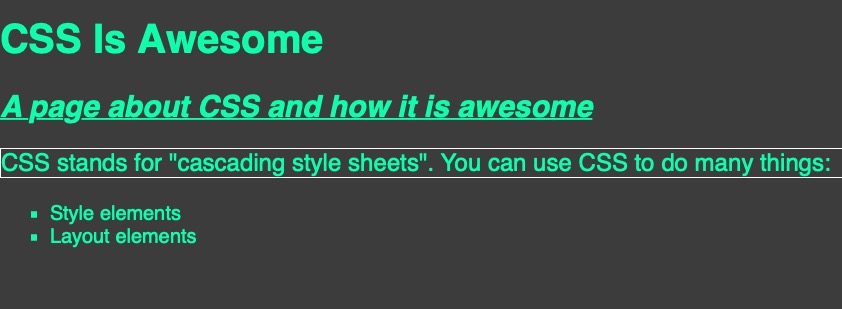 CSS Is Awesome
A page about CSS and how it is awesome
CSS stands for "cascading style sheets". You can use CSS to do many things:
Style elements
Layout elements